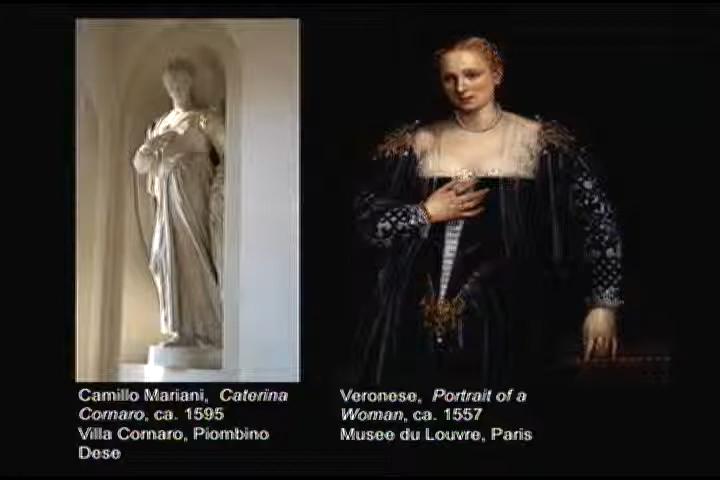 Camillo Mariani, Caterina
Cornaro, ca. 1595
Villa Cornaro, Piombino
Dese
Veronese, Portrait of a
Woman, ca. 1557
Musee du Louvre, Paris